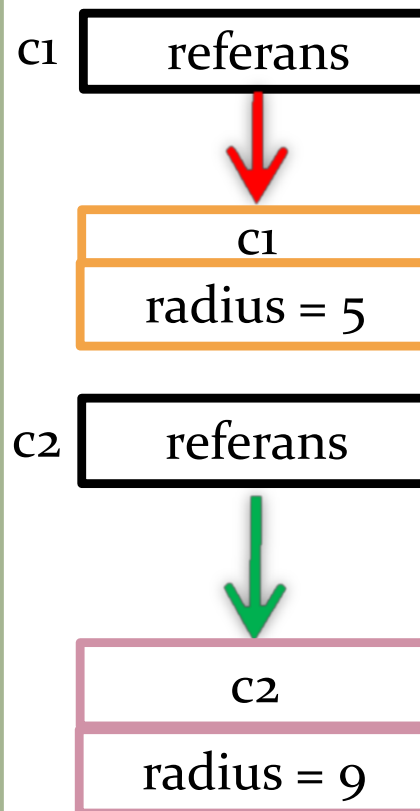 c1 referans
c1
radius = 5
c2 referans
c2
radius = 9